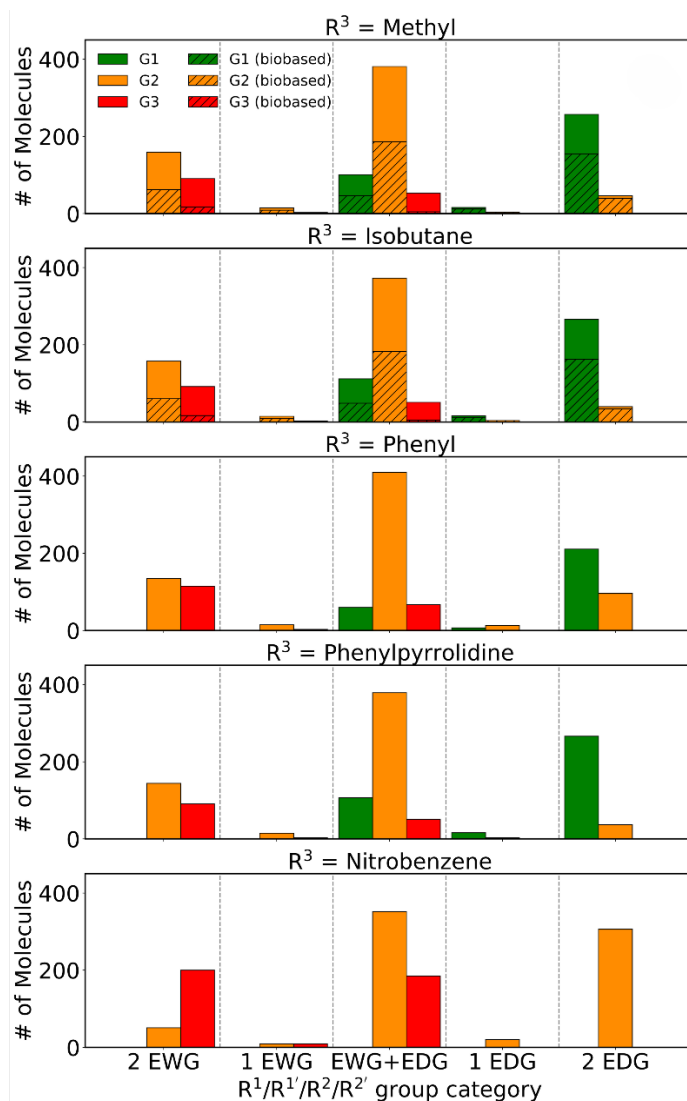 R³ = Methyl
G1 G1 (biobased)
G2 G2 (biobased)
G3 G3 (biobased)
400
200
0
# of Molecules
R³ = Isobutane
400
200
0
# of Molecules
R³ = Phenyl
400
200
0
# of Molecules
R³ = Phenylpyrrolidine
400
200
0
# of Molecules
R³ = Nitrobenzene
400
200
0
# of Molecules
2 EWG 1 EWG EWG+EDG 1 EDG 2 EDG
R¹/R¹′/R²/R²′ group category